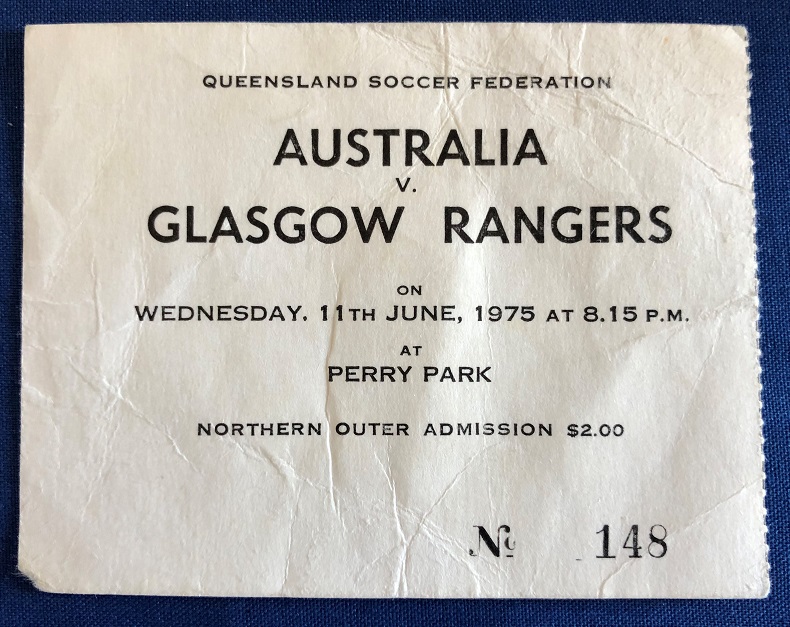 QUEENSLAND SOCCER FEDERATION
AUSTRALIA
V.
GLASGOW RANGERS
ON
WEDNESDAY. 11TH JUNE, 1975 AT 8.15 P.M.
AT
PERRY PARK
NORTHERN OUTER ADMISSION $2.00
No 148